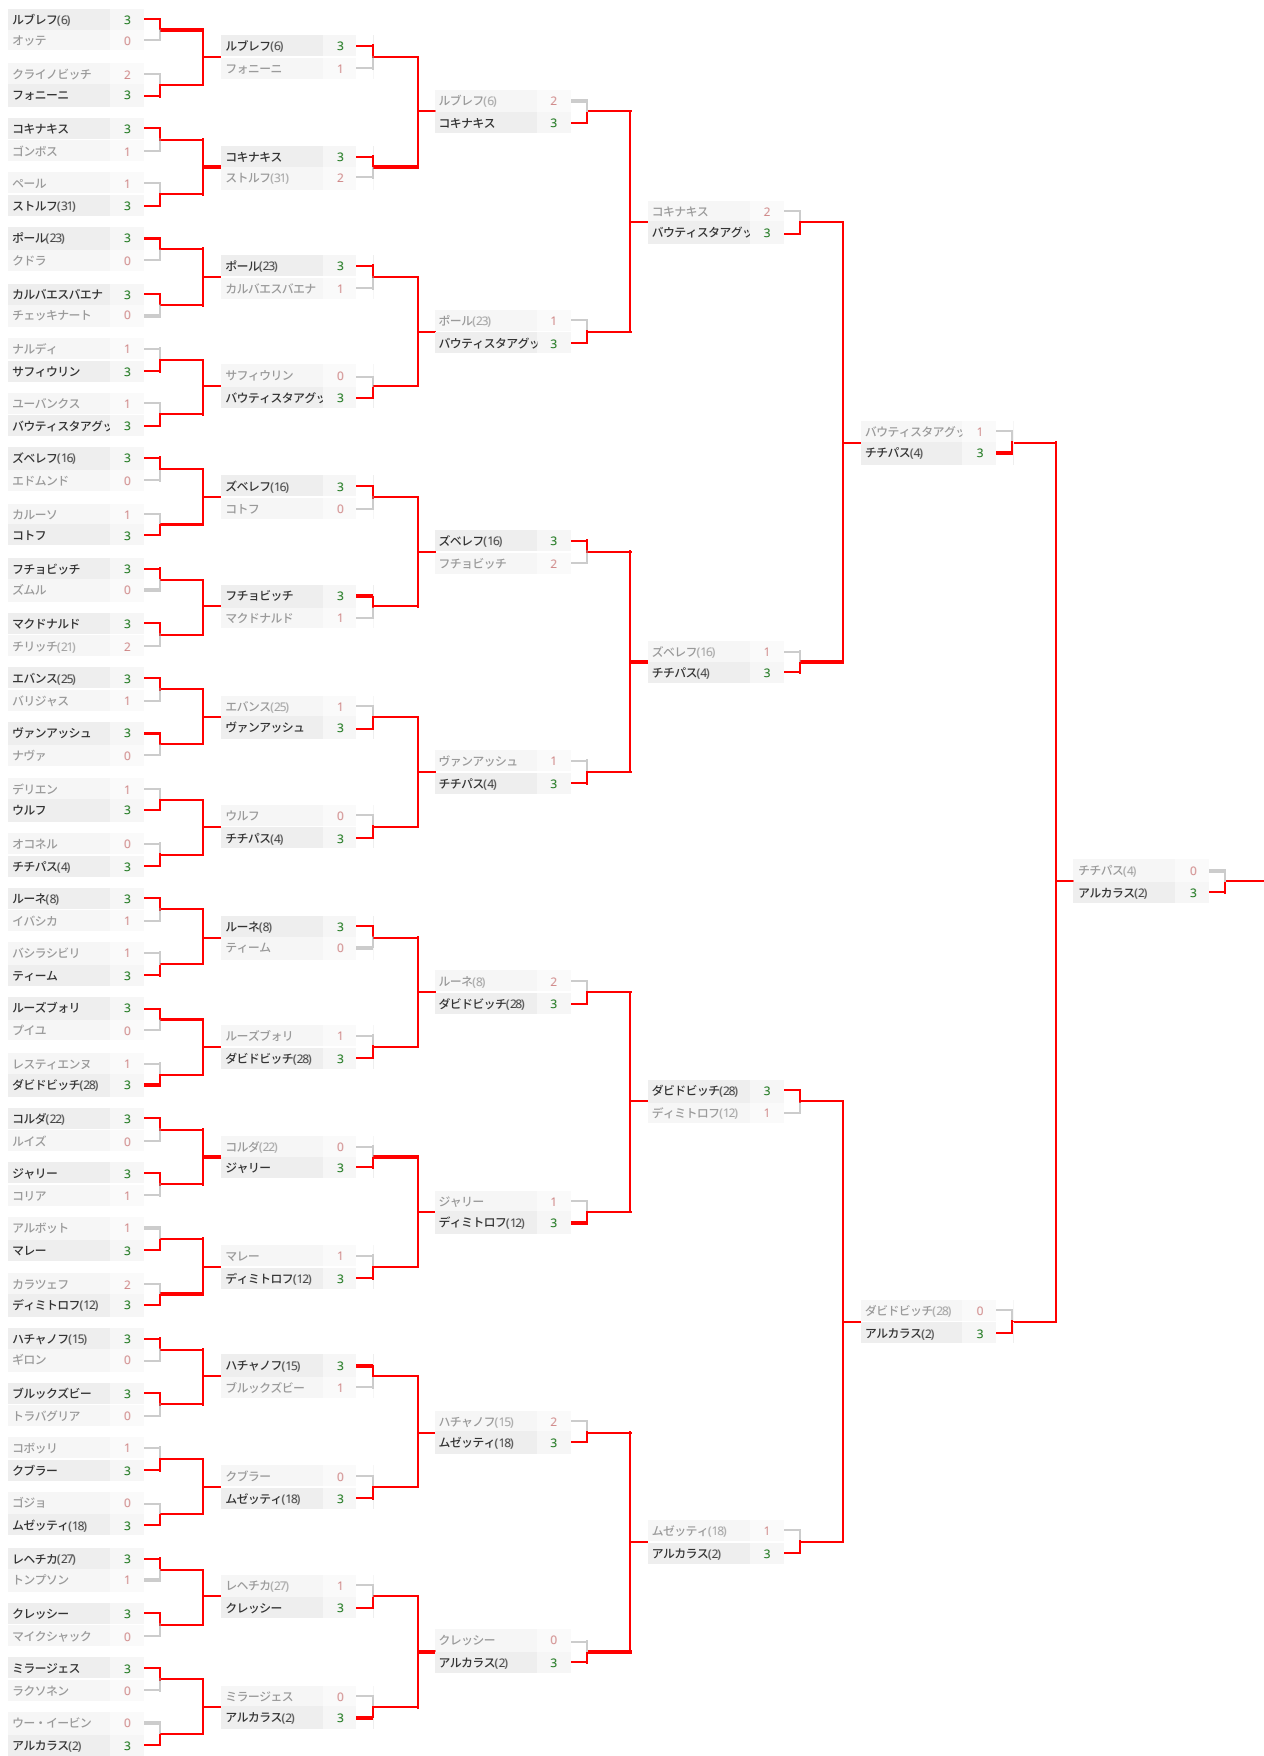 ルブレフ(6) 3
オッテ 0
クライノビッチ 2
フォニーニ 3
コキナキス 3
ゴンボス 1
ペール 1
ストルフ(31) 3
ポール(23) 3
クドラ 0
カルバエスバエナ 3
チェッキナート 0
ナルディ 1
サフィウリン 3
ユーバンクス 1
バウティスタアグッ 3
ズベレフ(16) 3
エドムンド 0
カルーソ 1
コトフ 3
フチョビッチ 3
ズムル 0
マクドナルド 3
チリッチ(21) 2
エバンス(25) 3
バリジャス 1
ヴァンアッシュ 3
ナヴァ 0
デリエン 1
ウルフ 3
オコネル 0
チチパス(4) 3
ルーネ(8) 3
イバシカ 1
バシラシビリ 1
ティーム 3
ルーズブォリ 3
プイユ 0
レスティエンヌ 1
ダビドビッチ(28) 3
コルダ(22) 3
ルイズ 0
ジャリー 3
コリア 1
アルボット 1
マレー 3
カラツェフ 2
ディミトロフ(12) 3
ハチャノフ(15) 3
ギロン 0
ブルックズビー 3
トラバグリア 0
コボッリ 1
クブラー 3
ゴジョ 0
ムゼッティ(18) 3
レヘチカ(27) 3
トンプソン 1
クレッシー 3
マイクシャック 0
ミラージェス 3
ラクソネン 0
ウー・イービン 0
アルカラス(2) 3
ルブレフ(6) 3
フォニーニ 1
コキナキス 3
ストルフ(31) 2
ポール(23) 3
カルバエスバエナ 1
サフィウリン 0
バウティスタアグッ 3
ズベレフ(16) 3
コトフ 0
フチョビッチ 3
マクドナルド 1
エバンス(25) 1
ヴァンアッシュ 3
ウルフ 0
チチパス(4) 3
ルーネ(8) 3
ティーム 0
ルーズブォリ 1
ダビドビッチ(28) 3
コルダ(22) 0
ジャリー 3
マレー 1
ディミトロフ(12) 3
ハチャノフ(15) 3
ブルックズビー 1
クブラー 0
ムゼッティ(18) 3
レヘチカ(27) 1
クレッシー 3
ミラージェス 0
アルカラス(2) 3
ルブレフ(6) 2
コキナキス 3
ポール(23) 1
バウティスタアグッ 3
ズベレフ(16) 3
フチョビッチ 2
ヴァンアッシュ 1
チチパス(4) 3
ルーネ(8) 2
ダビドビッチ(28) 3
ジャリー 1
ディミトロフ(12) 3
ハチャノフ(15) 2
ムゼッティ(18) 3
クレッシー 0
アルカラス(2) 3
コキナキス 2
バウティスタアグッ 3
ズベレフ(16) 1
チチパス(4) 3
ダビドビッチ(28) 3
ディミトロフ(12) 1
ムゼッティ(18) 1
アルカラス(2) 3
バウティスタアグッ 1
チチパス(4) 3
ダビドビッチ(28) 0
アルカラス(2) 3
チチパス(4) 0
アルカラス(2) 3